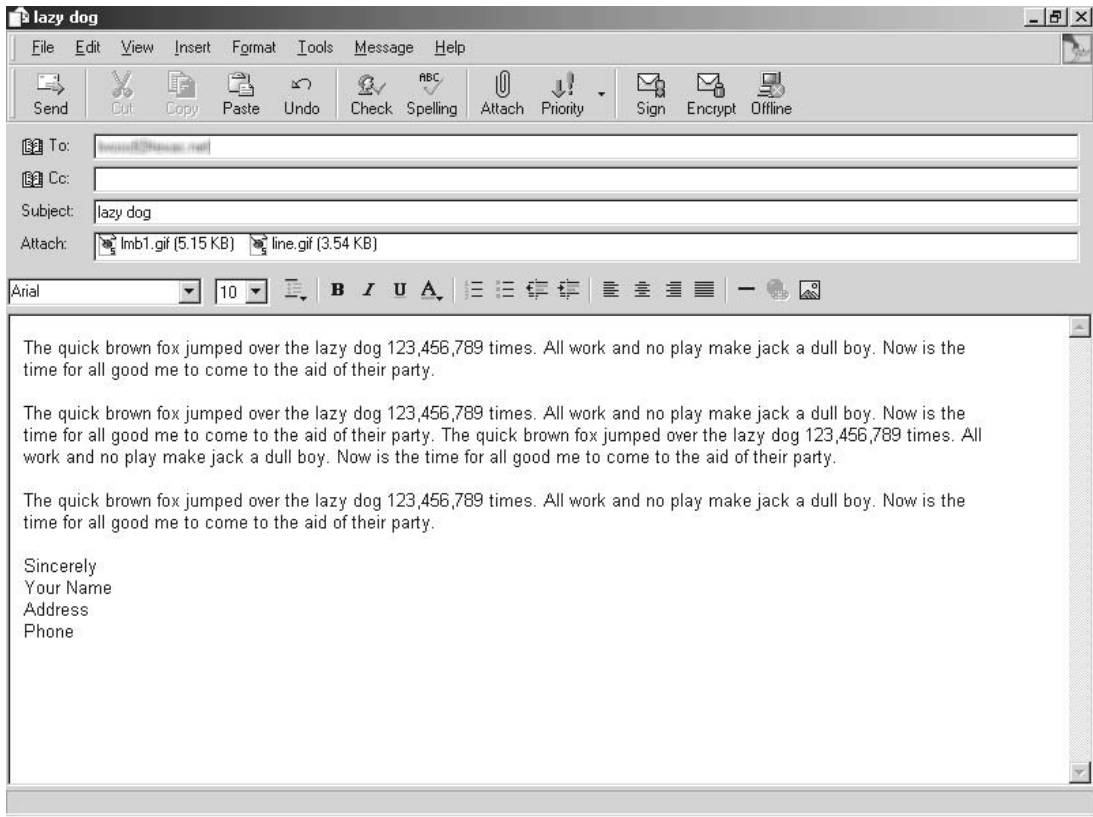 lazy dog
File Edit View Insert Format Tools Message Help
Send Cut Copy Paste Undo Check Spelling Attach Priority Sign Encrypt Offline
ABC
To:
Cc:
Subject: lazy dog
Attach: lmb1.gif (5.15 KB) line.gif (3.54 KB)
Arial 10 B I U A
The quick brown fox jumped over the lazy dog 123,456,789 times. All work and no play make jack a dull boy. Now is the
time for all good me to come to the aid of their party.
The quick brown fox jumped over the lazy dog 123,456,789 times. All work and no play make jack a dull boy. Now is the
time for all good me to come to the aid of their party. The quick brown fox jumped over the lazy dog 123,456,789 times. All
work and no play make jack a dull boy. Now is the time for all good me to come to the aid of their party.
The quick brown fox jumped over the lazy dog 123,456,789 times. All work and no play make jack a dull boy. Now is the
time for all good me to come to the aid of their party.
Sincerely
Your Name
Address
Phone